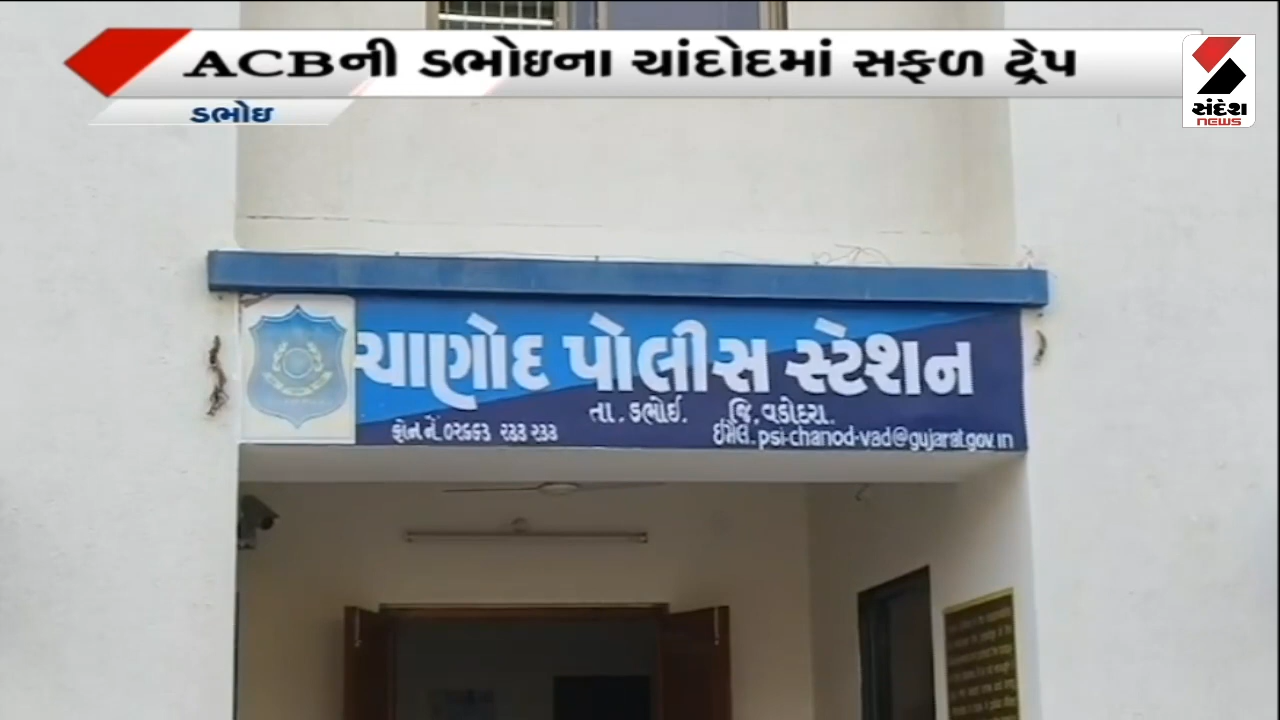 ACBની ડભોઇના ચાંદોદમાં સફળ ટ્રેપ
ડભોઇ
સંદેશ
NEWS
ચાણોદ પોલીસ સ્ટેશન
તા. ડભોઈ. જિ. વડોદરા.
ફોન નં. ૦૨૬૬૩ ૨૩૩ ૨૩૩
ઈમેલ. psi-chanod-vad@gujarat.gov.in